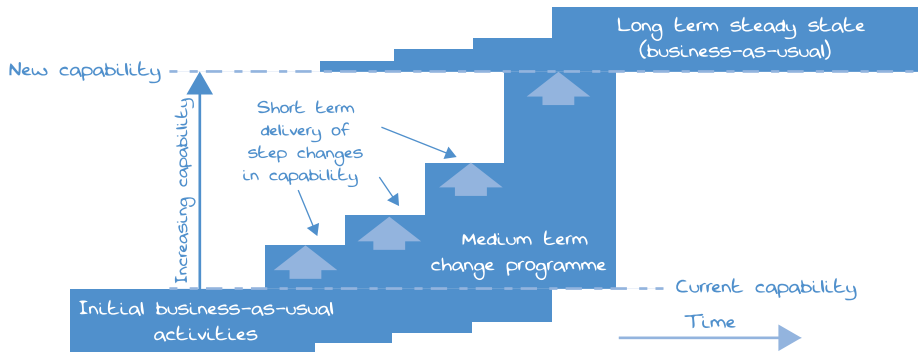 Long term steady state
(business-as-usual)
New capability
Increasing capability
Short term
delivery of
step changes
in capability
Medium term
change programme
Current capability
Initial business-as-usual
activities
Time